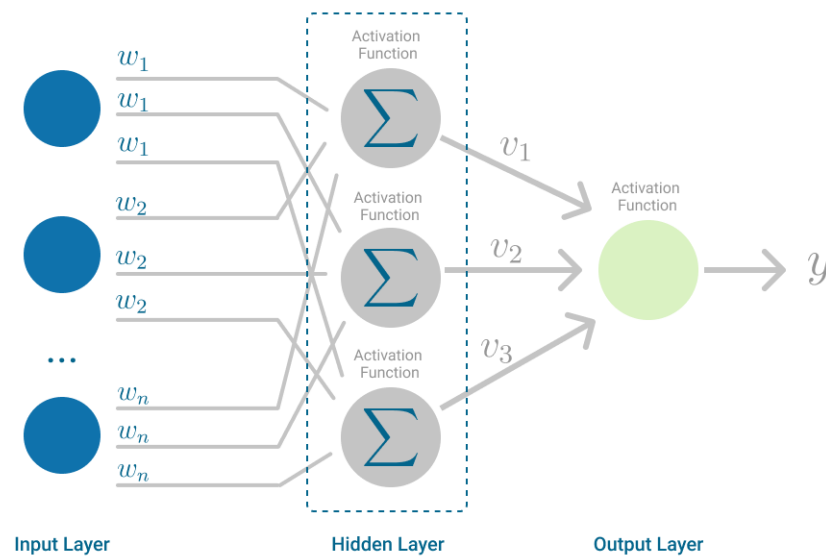 Activation
Function
w1
w1
w1
Σ
v1
Activation
Function
w2
w2
w2
Activation
Function
Σ
v2
y
...
Activation
Function
v3
wn
wn
wn
Σ
Input Layer
Hidden Layer
Output Layer